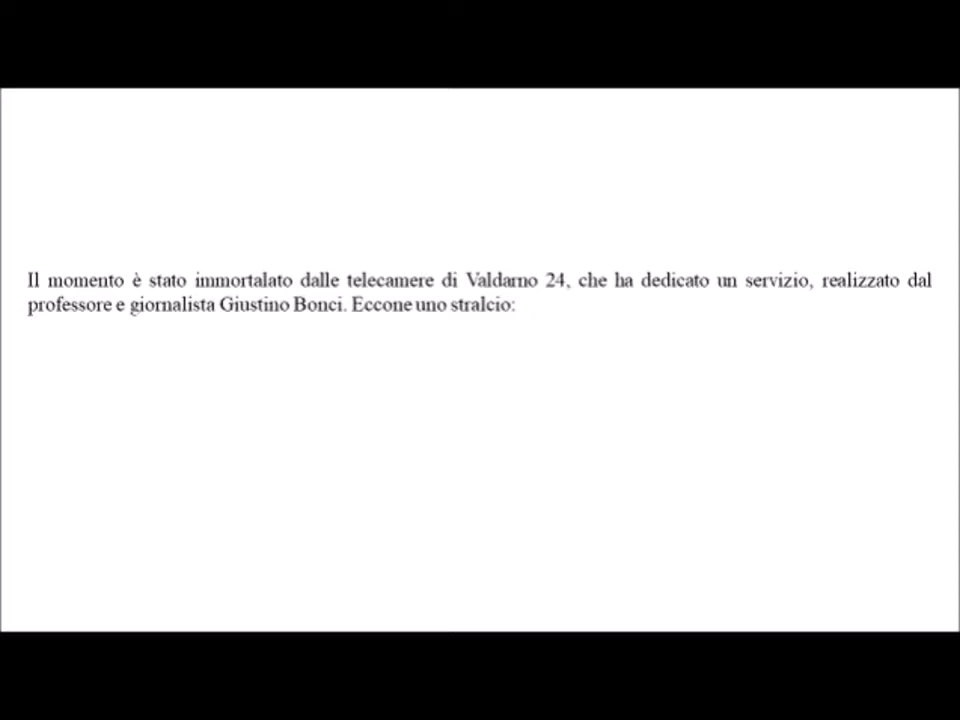 Il momento è stato immortalato dalle telecamere di Valdarno 24, che ha dedicato un servizio, realizzato dal
professore e giornalista Giustino Bonci. Eccone uno stralcio: